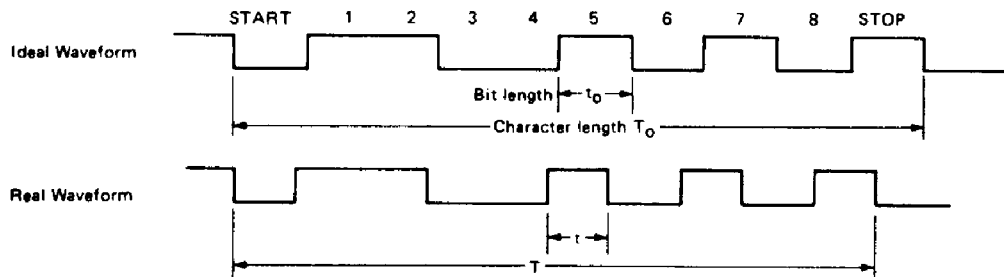 START 1 2 3 4 5 6 7 8 STOP
Ideal Waveform
Bit length t₀
Character length T₀
Real Waveform
t
T